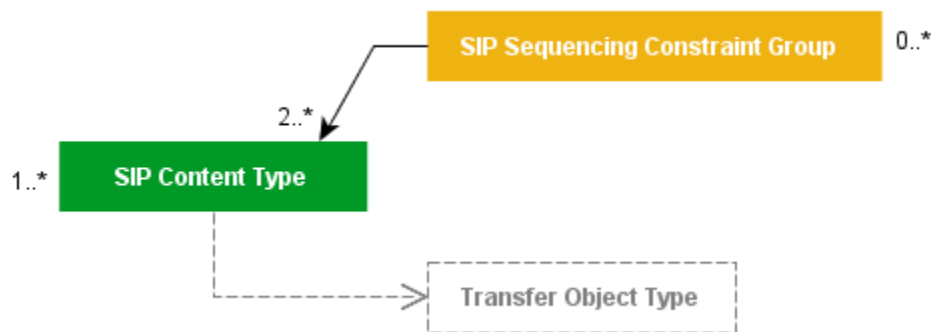 SIP Sequencing Constraint Group
0..*
2..*
1..*
SIP Content Type
Transfer Object Type